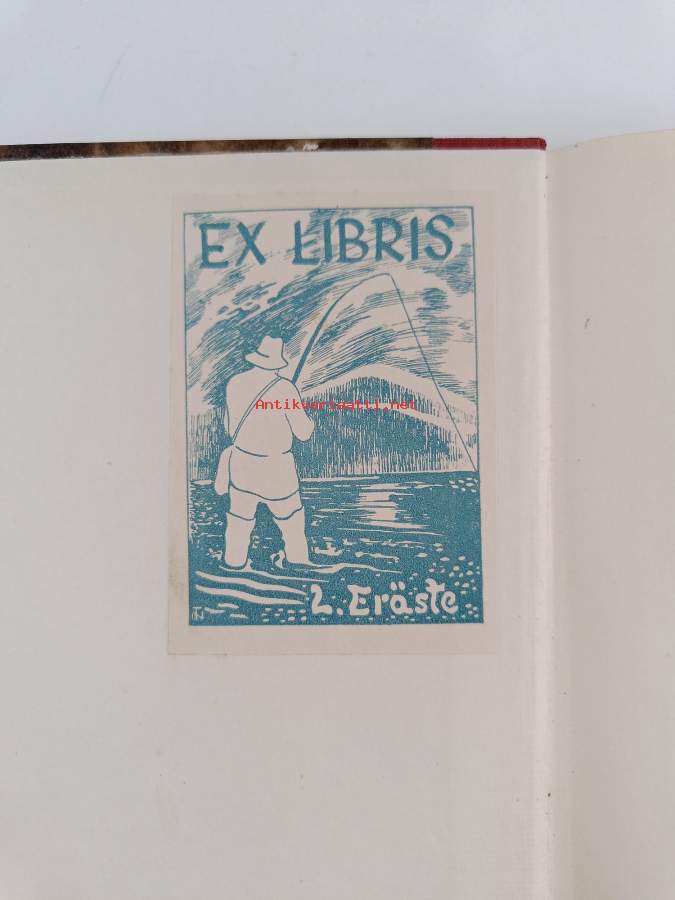 EX LIBRIS
Antikvariaatti.net
L. Eräste